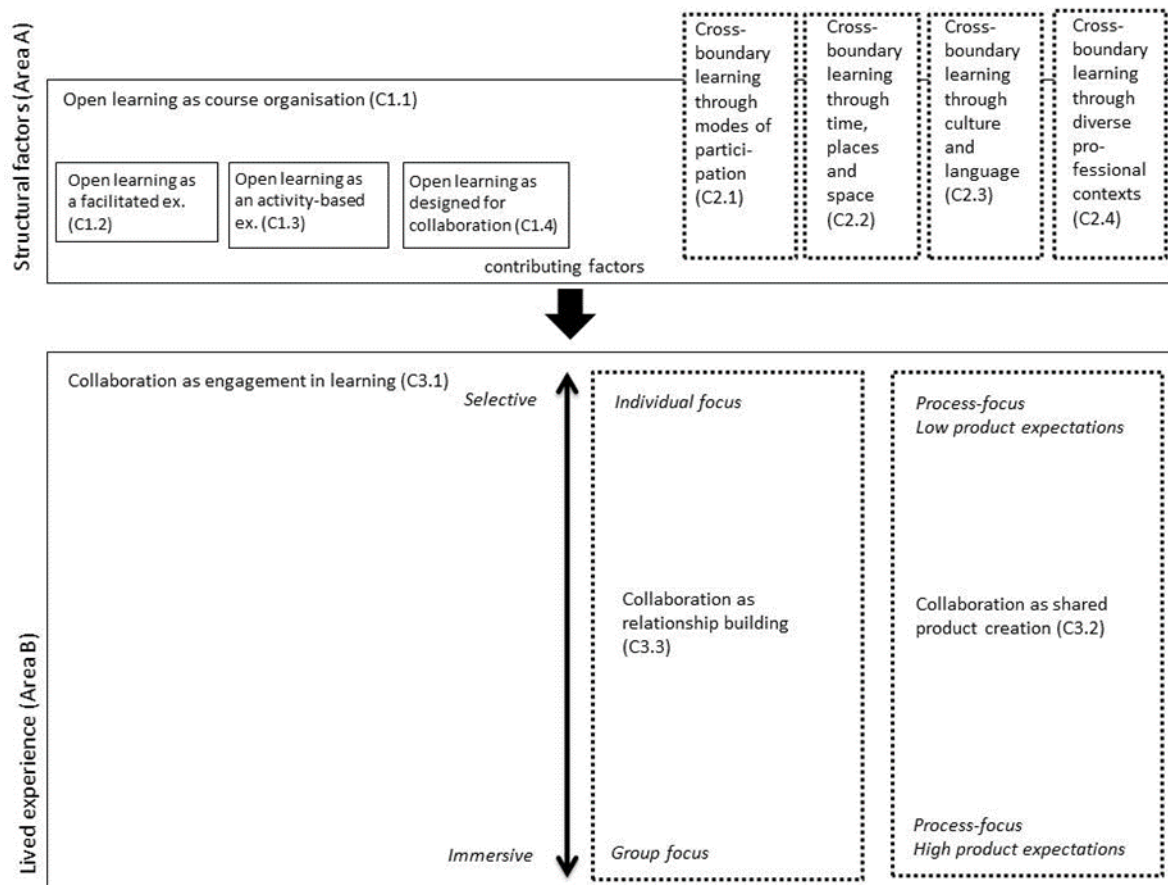 Structural factors (Area A)
Open learning as course organisation (C1.1)
Open learning as
a facilitated ex.
(C1.2)
Open learning as
an activity-based
ex. (C1.3)
Open learning as
designed for
collaboration (C1.4)
Cross-
boundary
learning
through
modes of
partici-
pation
(C2.1)
Cross-
boundary
learning
through
time,
places
and
space
(C2.2)
Cross-
boundary
learning
through
culture
and
language
(C2.3)
Cross-
boundary
learning
through
diverse
pro-
fessional
contexts
(C2.4)
contributing factors
Lived experience (Area B)
Collaboration as engagement in learning (C3.1)
Selective
Immersive
Individual focus
Collaboration as
relationship building
(C3.3)
Group focus
Process-focus
Low product expectations
Collaboration as shared
product creation (C3.2)
Process-focus
High product expectations